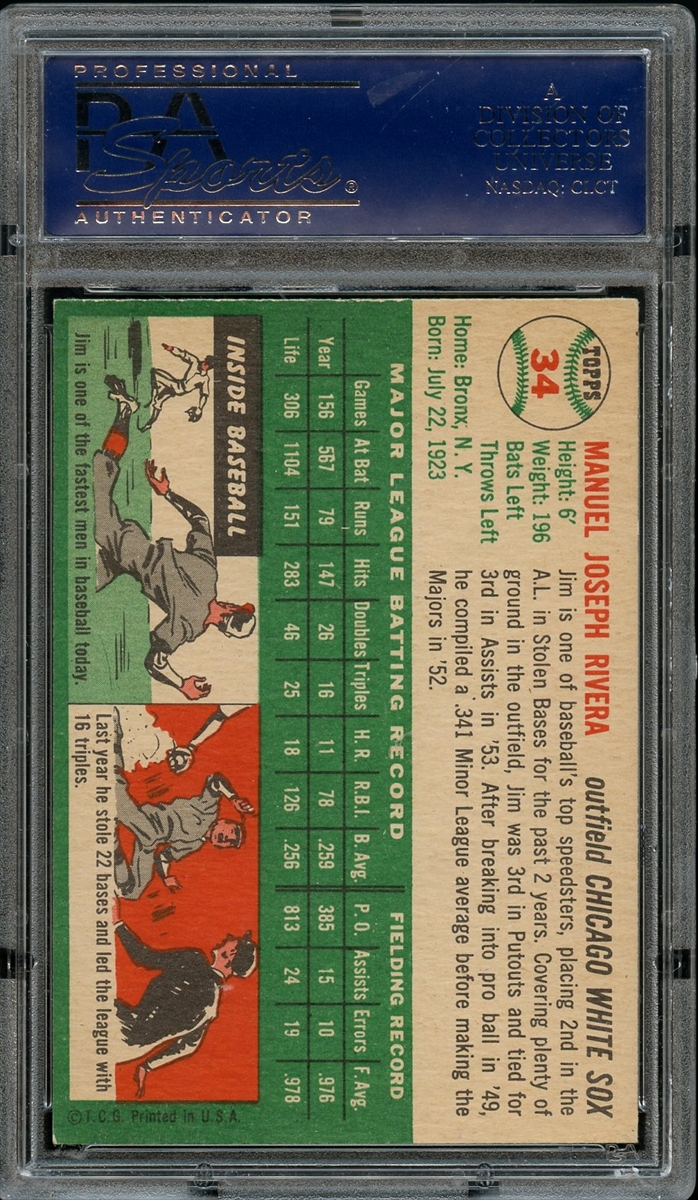 PROFESSIONAL
PSA
Sports®
AUTHENTICATOR
A
DIVISION OF
COLLECTORS
UNIVERSE
NASDAQ: CLCT
TOPPS
34
MANUEL JOSEPH RIVERA outfield CHICAGO WHITE SOX
Height: 6′
Weight: 196
Bats Left
Throws Left
Home: Bronx, N. Y.
Born: July 22, 1923
Jim is one of baseball's top speedsters, placing 2nd in the
A.L. in Stolen Bases for the past 2 years. Covering plenty of
ground in the outfield, Jim was 3rd in Putouts and tied for
3rd in Assists in '53. After breaking into pro ball in '49,
he compiled a .341 Minor League average before making the
Majors in '52.
MAJOR LEAGUE BATTING RECORD FIELDING RECORD
Games At Bat Runs Hits Doubles Triples H. R. R.B.I. B. Avg. P. O. Assists Errors F. Avg.
Year 156 567 79 147 26 16 11 78 259 385 15 10 .976
Life 306 1104 151 283 46 25 18 126 .256 813 24 19 .978
INSIDE BASEBALL
Jim is one of the fastest men in baseball today.
Last year he stole 22 bases and led the league with
16 triples.
© T.C.G. Printed in U.S.A.